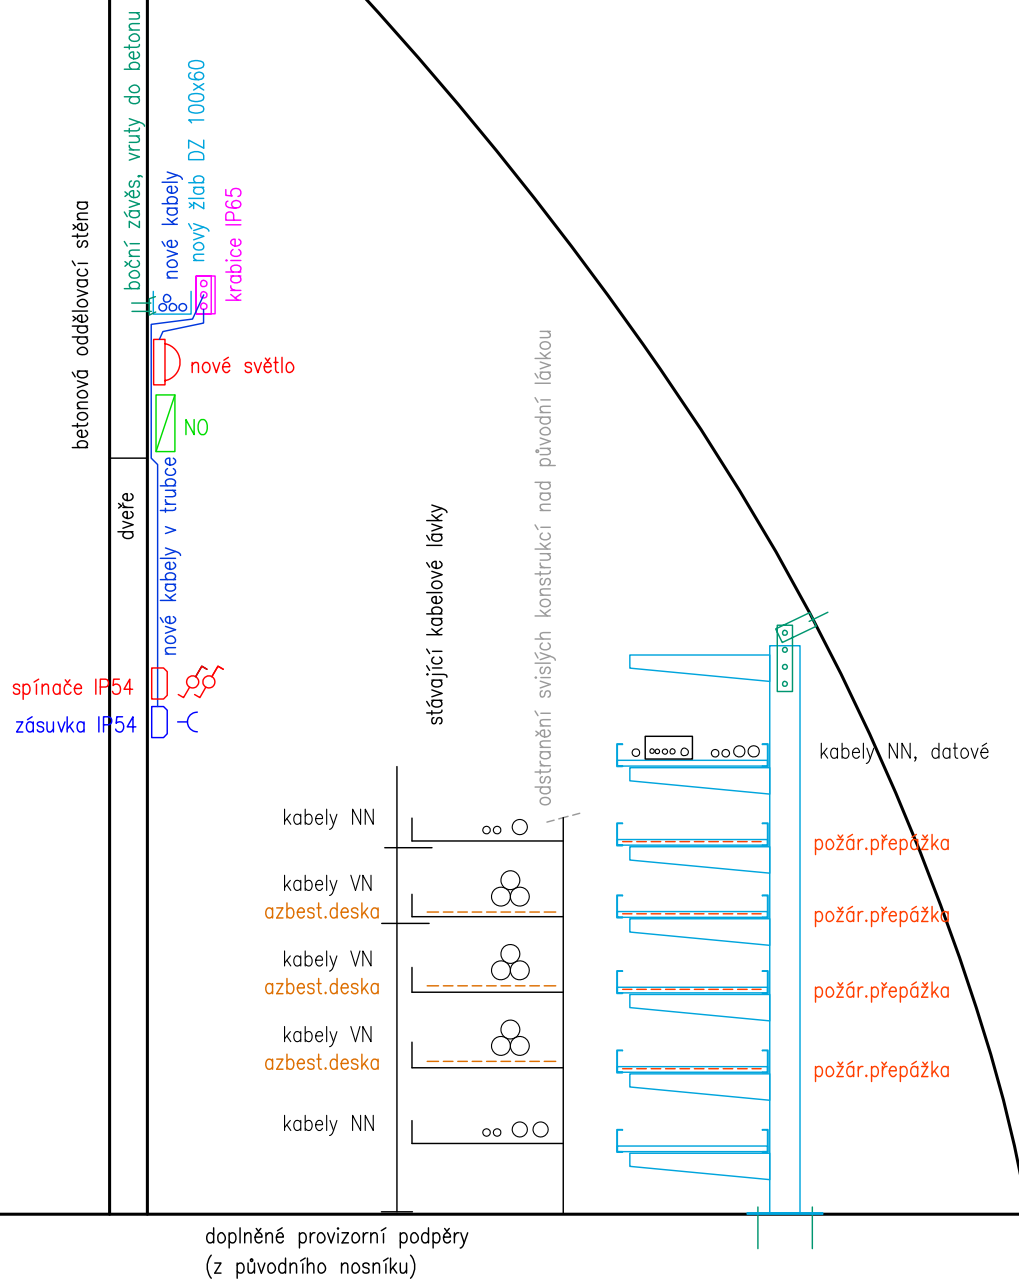 betonová oddělovací stěna
boční závěs, vruty do betonu
nové kabely
nový žlab DZ 100x60
krabice IP65
nové světlo
NO
dveře
nové kabely v trubce
spínače IP54
zásuvka IP54
stávající kabelové lávky
odstranění svislých konstrukcí nad původní lávkou
kabely NN
kabely VN
azbest.deska
kabely VN
azbest.deska
kabely VN
azbest.deska
kabely NN
kabely NN, datové
požár.přepážka
požár.přepážka
požár.přepážka
požár.přepážka
doplněné provizorní podpěry
(z původního nosníku)